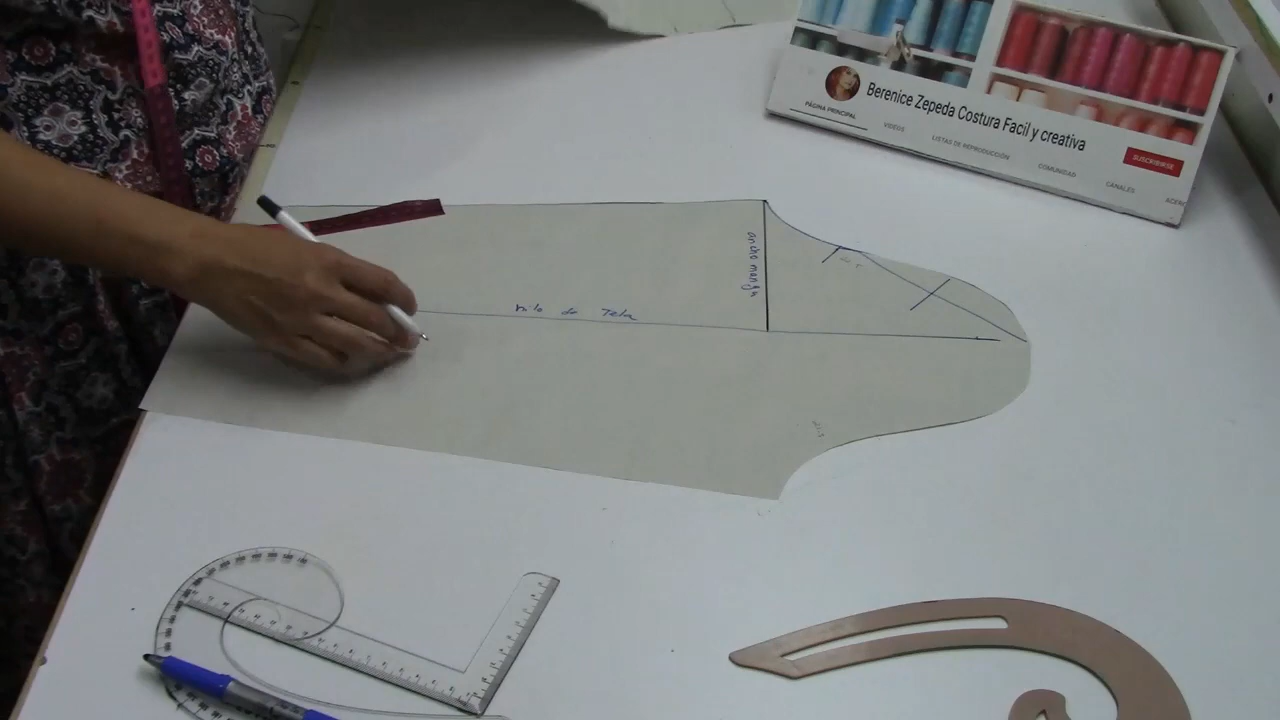 Berenice Zepeda Costura Facil y creativa
PÁGINA PRINCIPAL
VIDEOS
LISTAS DE REPRODUCCIÓN
COMUNIDAD
CANALES
SUSCRIBIRSE
ancho manga
hilo de Tela